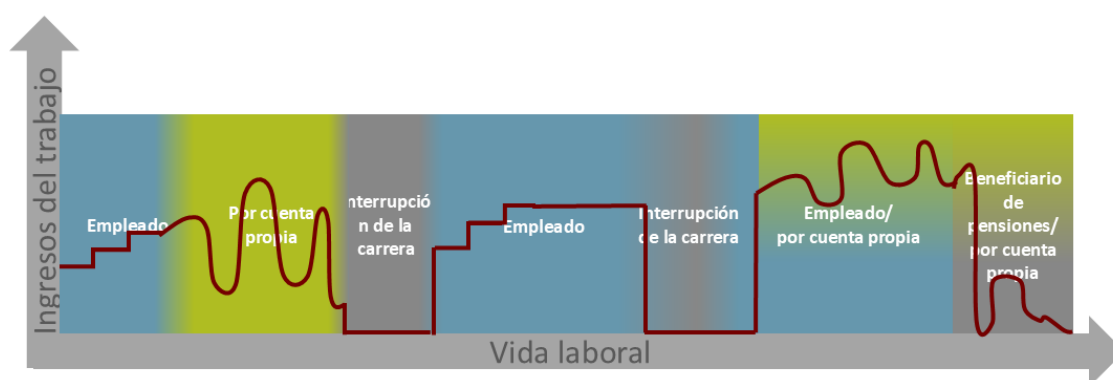 Ingresos del trabajo
Empleado
Por cuenta
propia
nterrupció
n de la
carrera
Empleado
Interrupción
de la carrera
Empleado/
por cuenta propia
Beneficiario
de
pensiones/
por cuenta
propia
Vida laboral